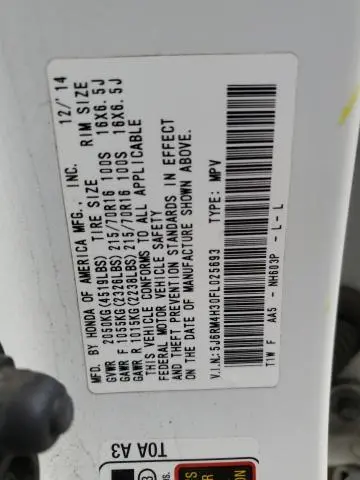 MFD. BY HONDA OF AMERICA MFG., INC. 12/'14
TIRE SIZE RIM SIZE
GVWR 2050KG(4519LBS)
GAWR F 1055KG(2326LBS) 215/70R16 100S 16X6.5J
GAWR R 1015KG(2238LBS) 215/70R16 100S 16X6.5J
THIS VEHICLE CONFORMS TO ALL APPLICABLE
FEDERAL MOTOR VEHICLE SAFETY
AND THEFT PREVENTION STANDARDS IN EFFECT
ON THE DATE OF MANUFACTURE SHOWN ABOVE.
V.I.N.:5J6RM4H30FL025693 TYPE: MPV
T1W F AA5 - NH603P - L - L
T0A A3